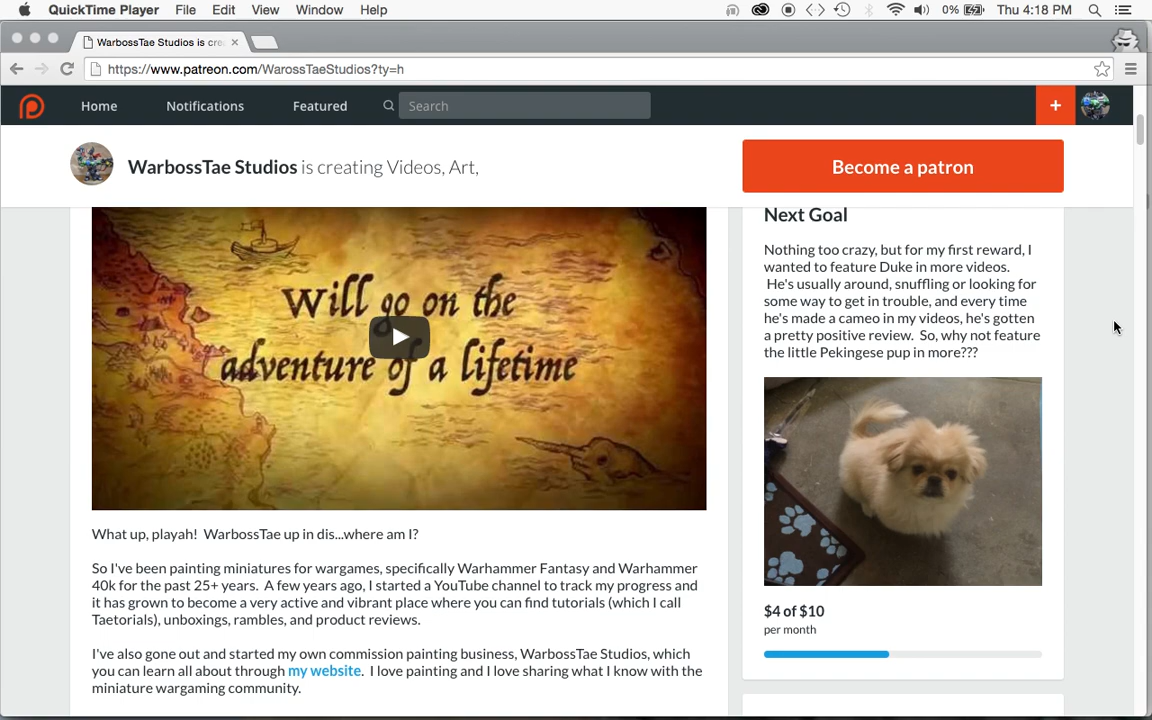 QuickTime Player File Edit View Window Help 0% Thu 4:18 PM
WarbossTae Studios is cre
https://www.patreon.com/WarossTaeStudios?ty=h
Home Notifications Featured Search +
WarbossTae Studios is creating Videos, Art,
Become a patron
Will go on the
adventure of a lifetime
What up, playah! WarbossTae up in dis...where am I?
So I've been painting miniatures for wargames, specifically Warhammer Fantasy and Warhammer
40k for the past 25+ years. A few years ago, I started a YouTube channel to track my progress and
it has grown to become a very active and vibrant place where you can find tutorials (which I call
Taetorials), unboxings, rambles, and product reviews.
I've also gone out and started my own commission painting business, WarbossTae Studios, which
you can learn all about through my website. I love painting and I love sharing what I know with the
miniature wargaming community.
Next Goal
Nothing too crazy, but for my first reward, I
wanted to feature Duke in more videos.
He's usually around, snuffling or looking for
some way to get in trouble, and every time
he's made a cameo in my videos, he's gotten
a pretty positive review. So, why not feature
the little Pekingese pup in more???
$4 of $10
per month